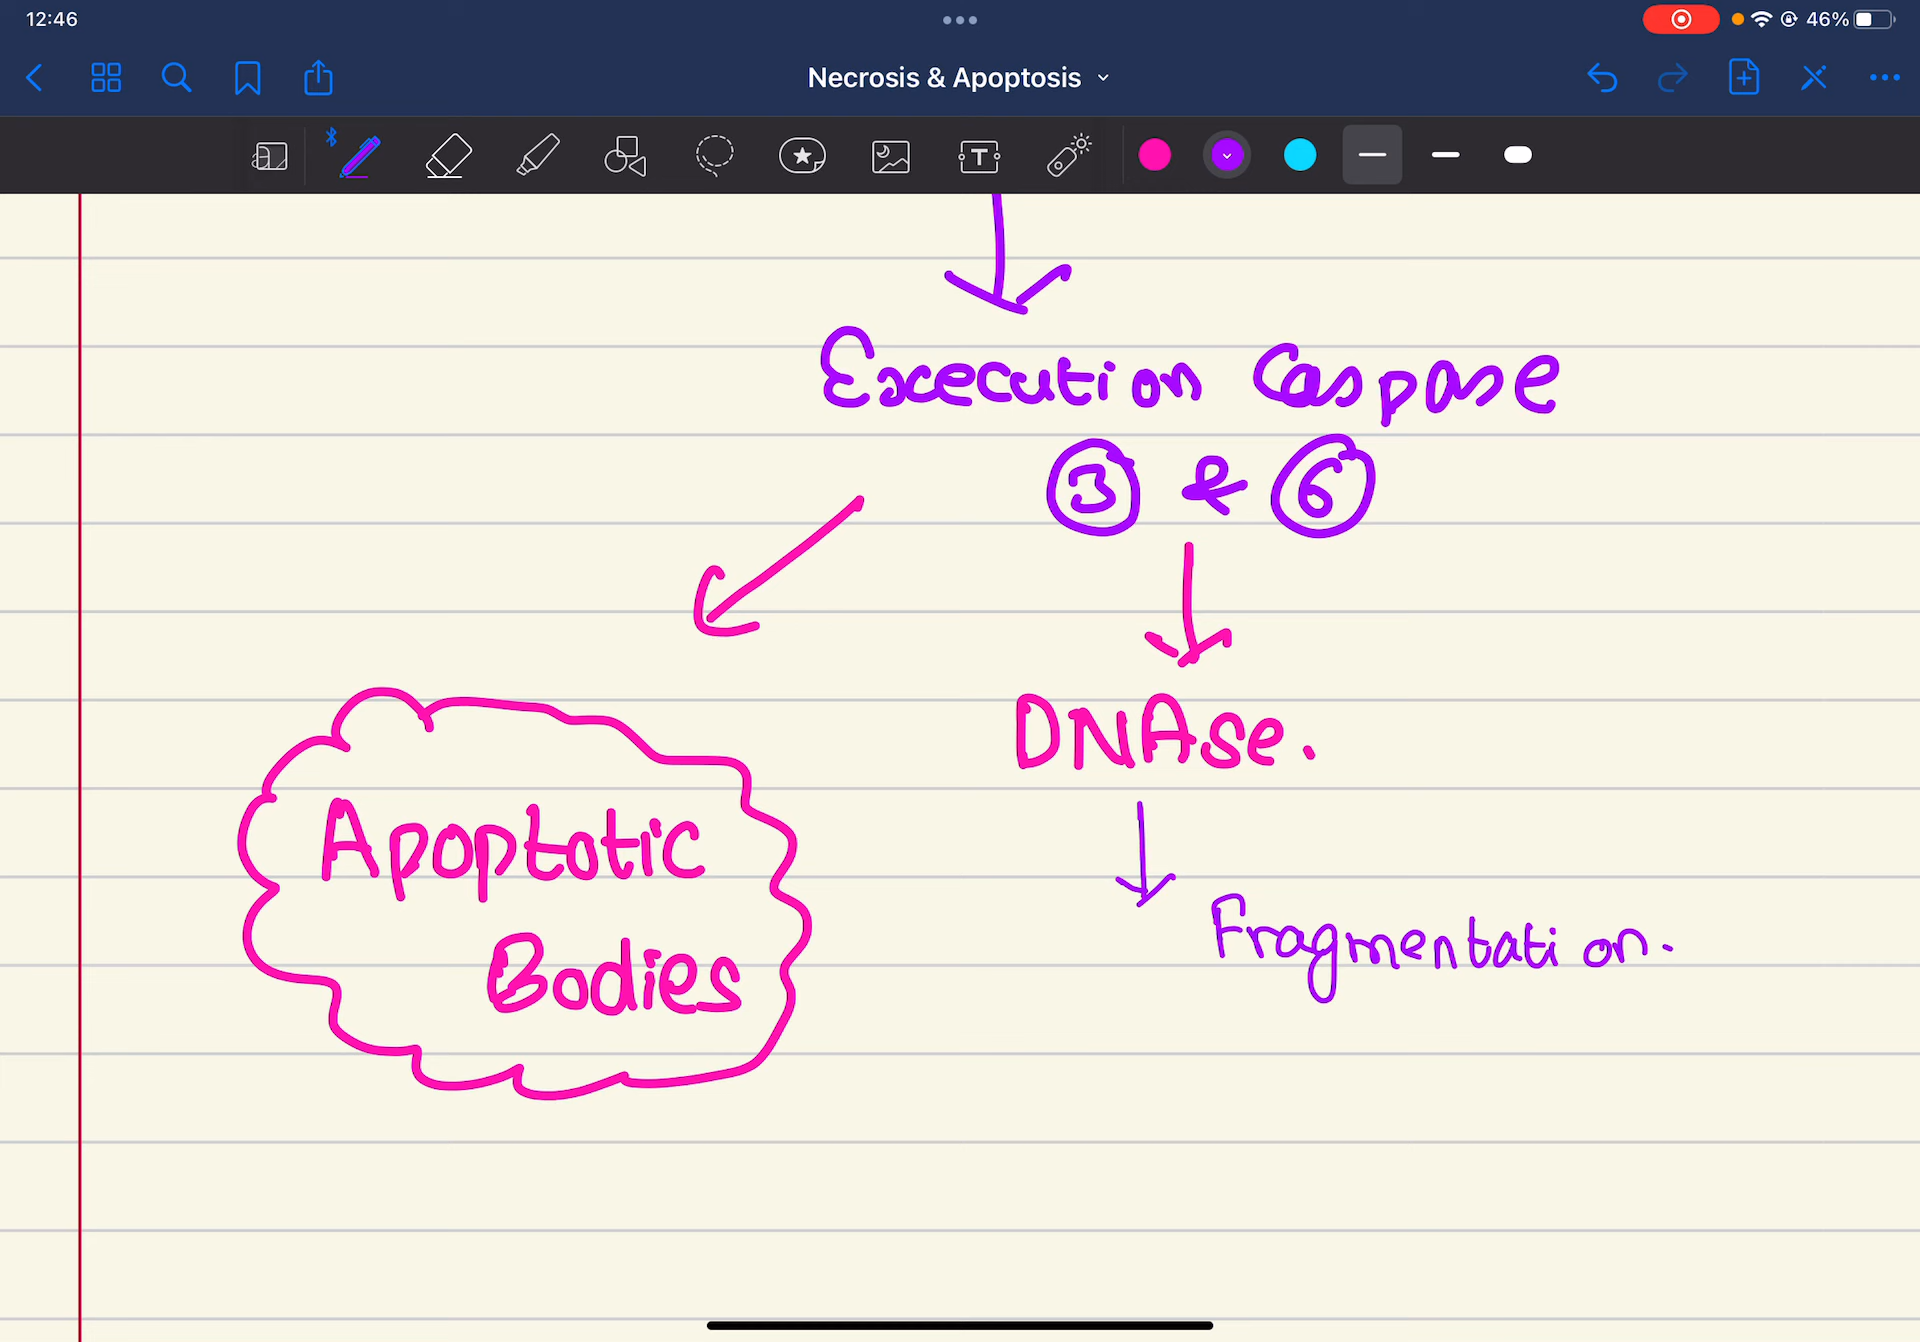 12:46
46%
Necrosis & Apoptosis
T
Execution Caspase
3 & 6
DNAse.
Apoptotic
Bodies
Fragmentation.